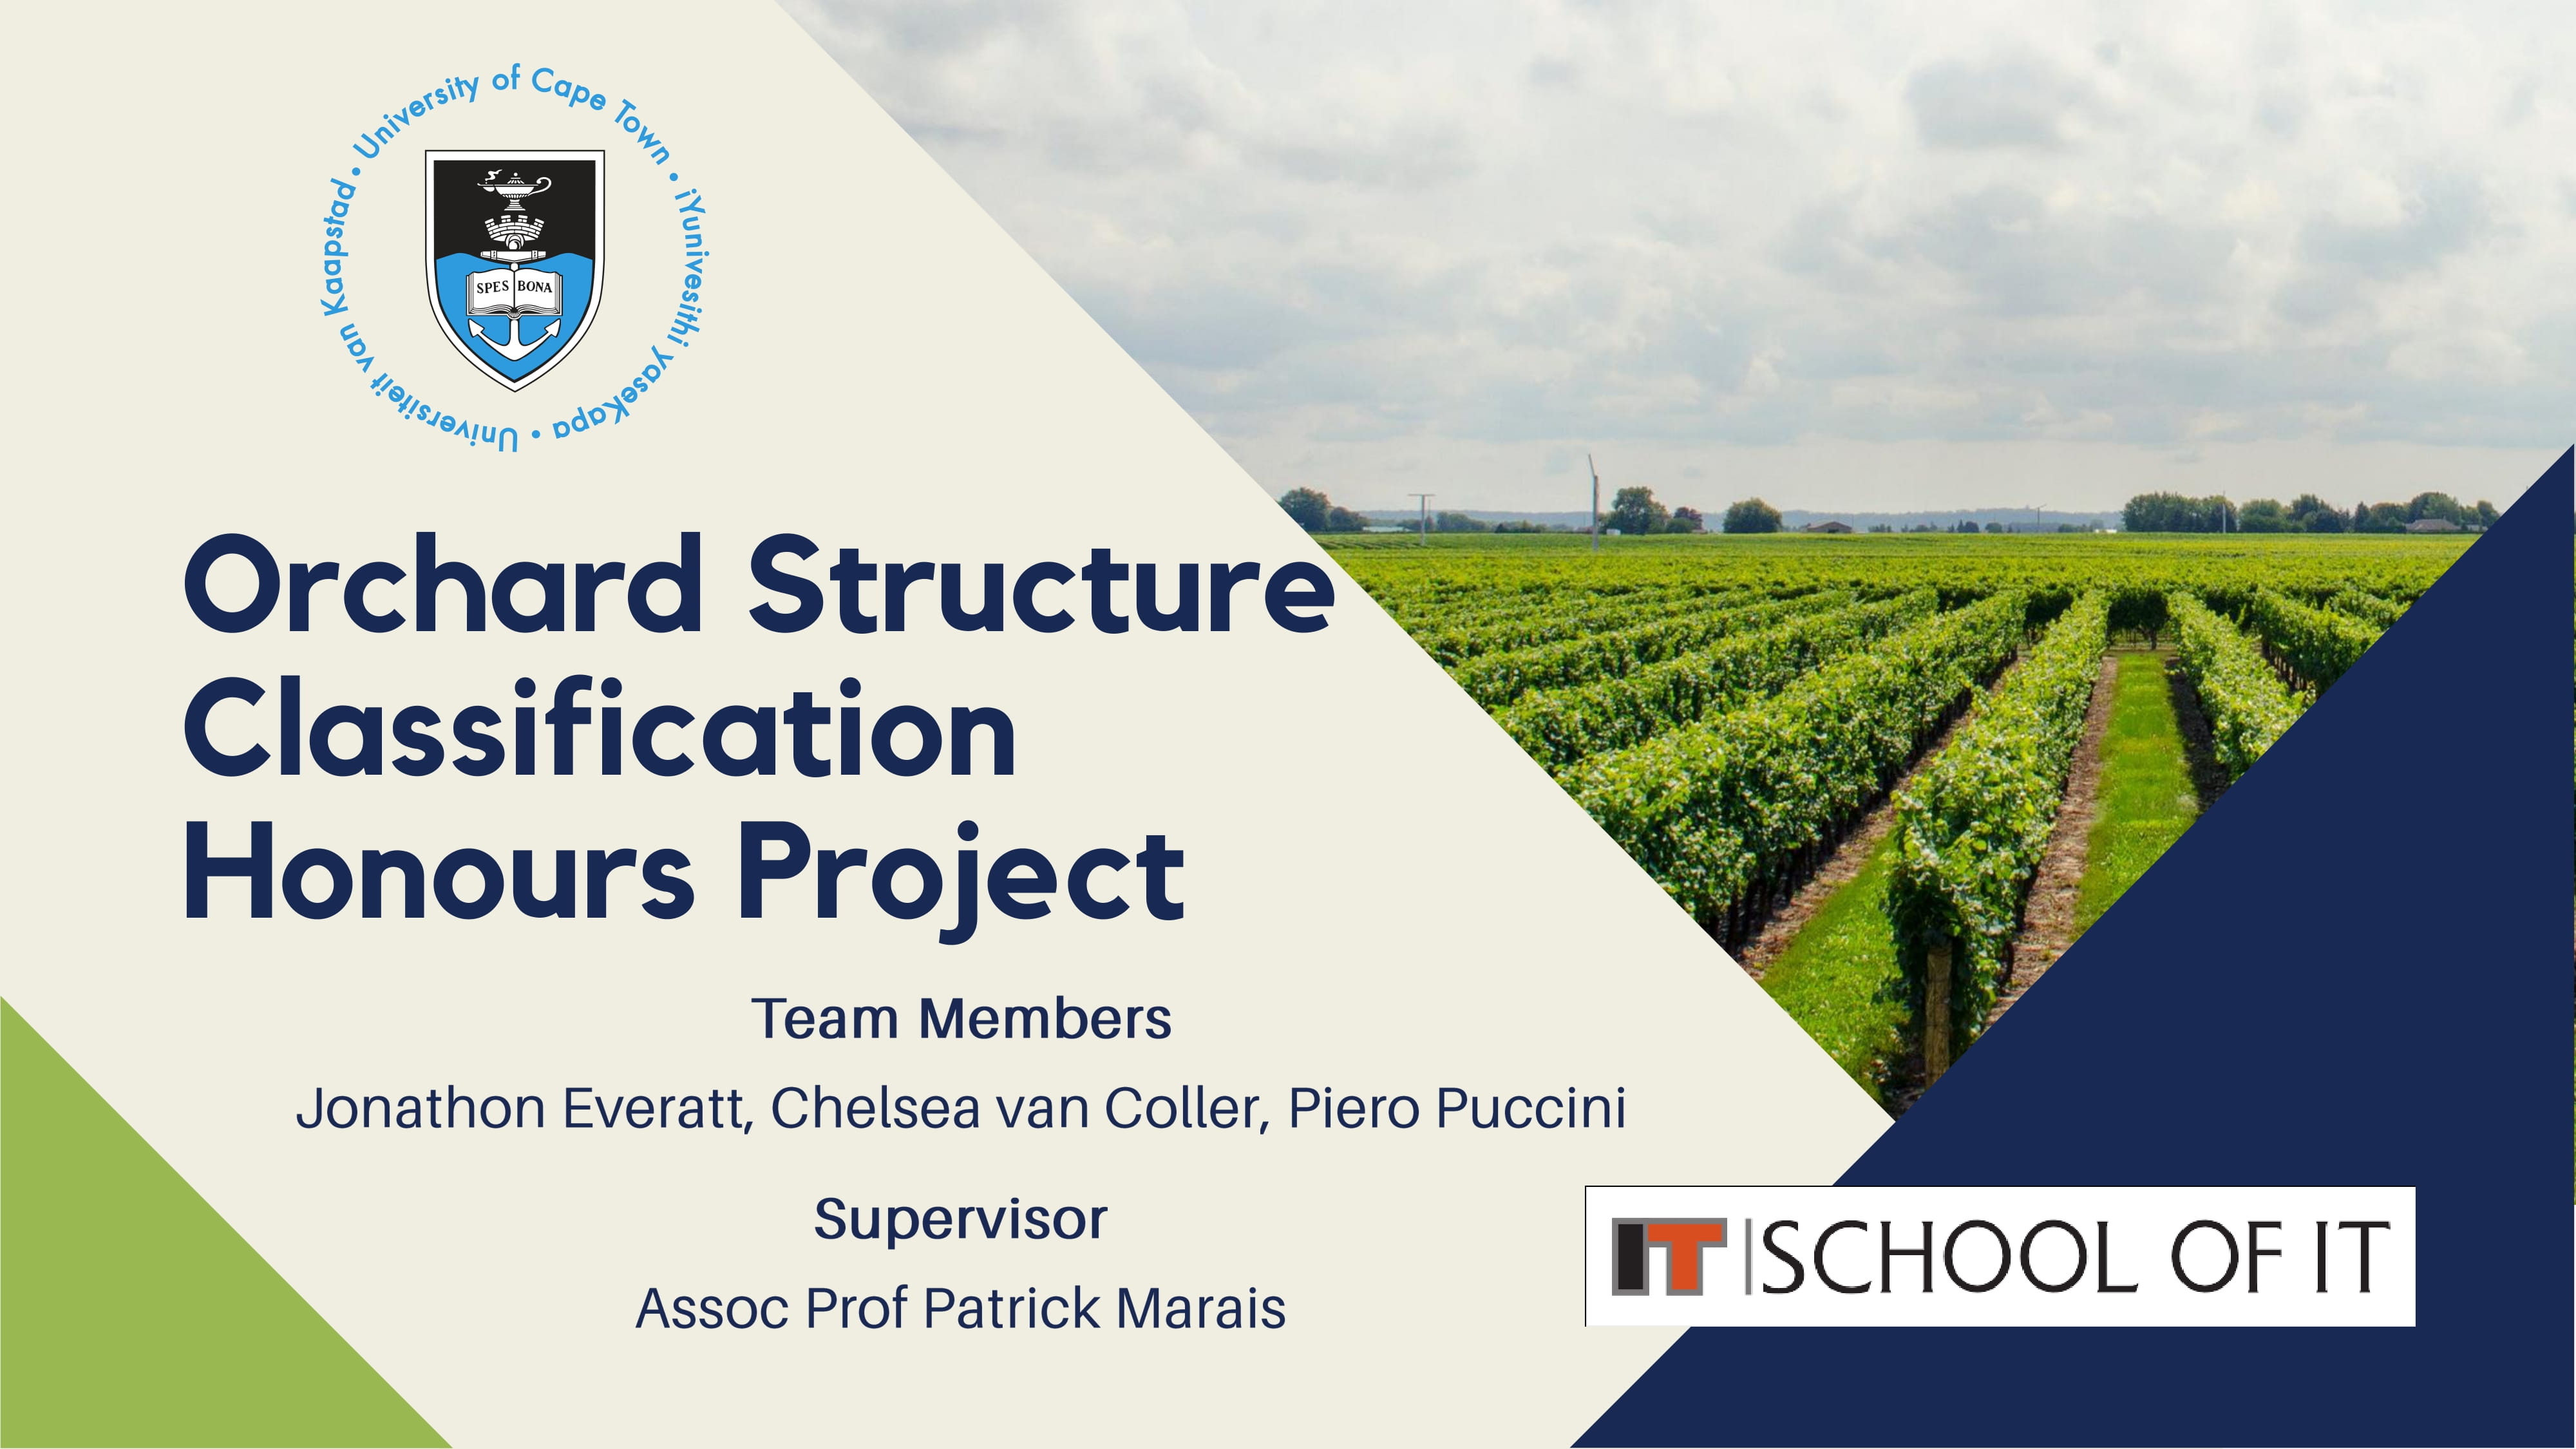 University of Cape Town • iYunivesithi yaseKapa • Universiteit van Kaapstad •
SPES BONA
Orchard Structure
Classification
Honours Project
Team Members
Jonathon Everatt, Chelsea van Coller, Piero Puccini
Supervisor
Assoc Prof Patrick Marais
IT SCHOOL OF IT